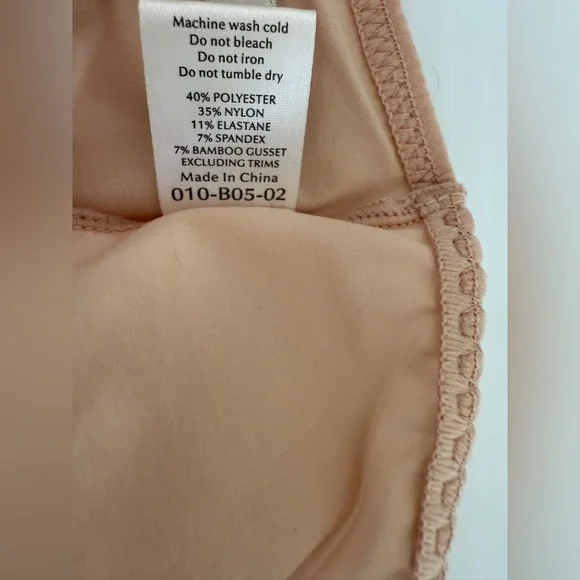 Machine wash cold
Do not bleach
Do not iron
Do not tumble dry
40% POLYESTER
35% NYLON
11% ELASTANE
7% SPANDEX
7% BAMBOO GUSSET
EXCLUDING TRIMS
Made In China
010-B05-02